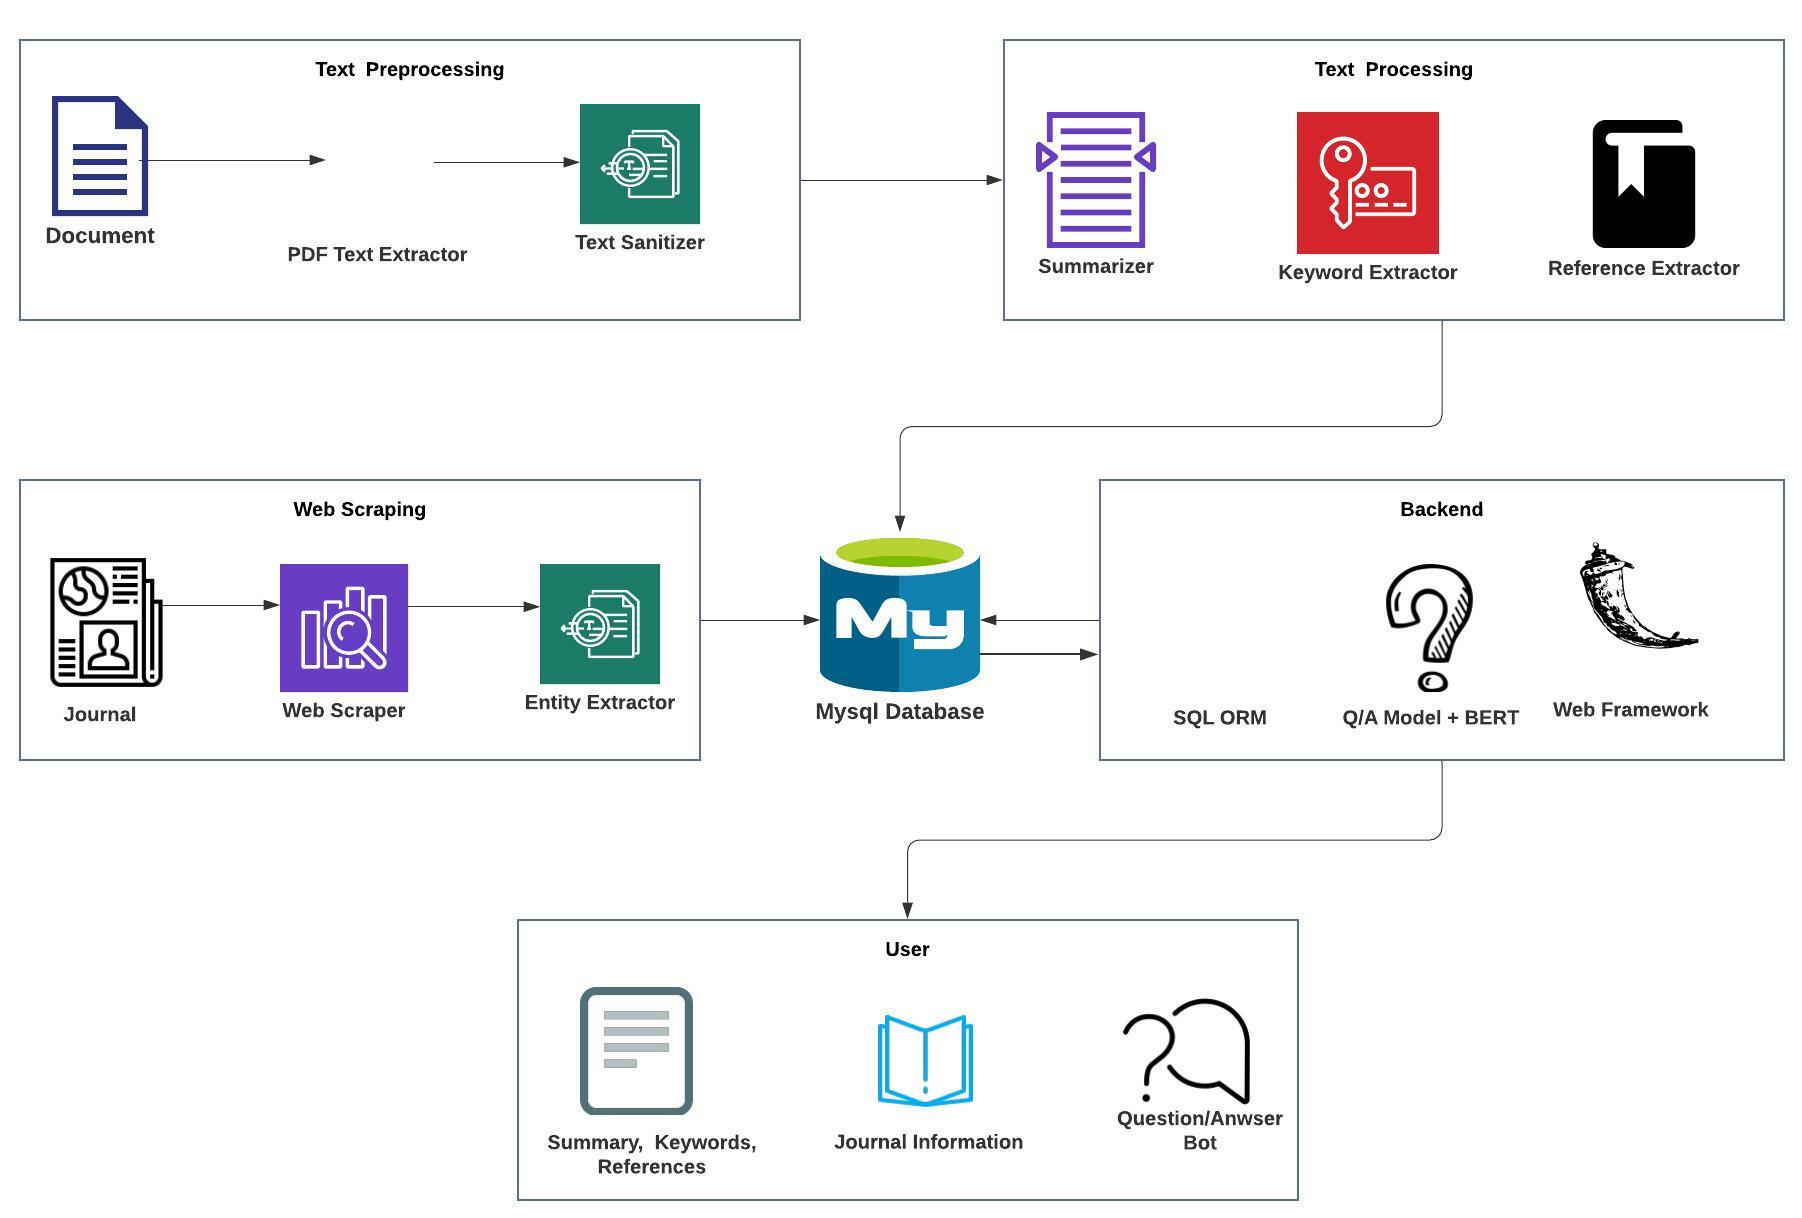 Text  Preprocessing
Document
PDF Text Extractor
Text Sanitizer
Text  Processing
Summarizer
Keyword Extractor
Reference Extractor
Web Scraping
Journal
Web Scraper
Entity Extractor
My
Mysql Database
Backend
SQL ORM
Q/A Model + BERT
Web Framework
User
Summary,  Keywords,
References
Journal Information
Question/Anwser
Bot